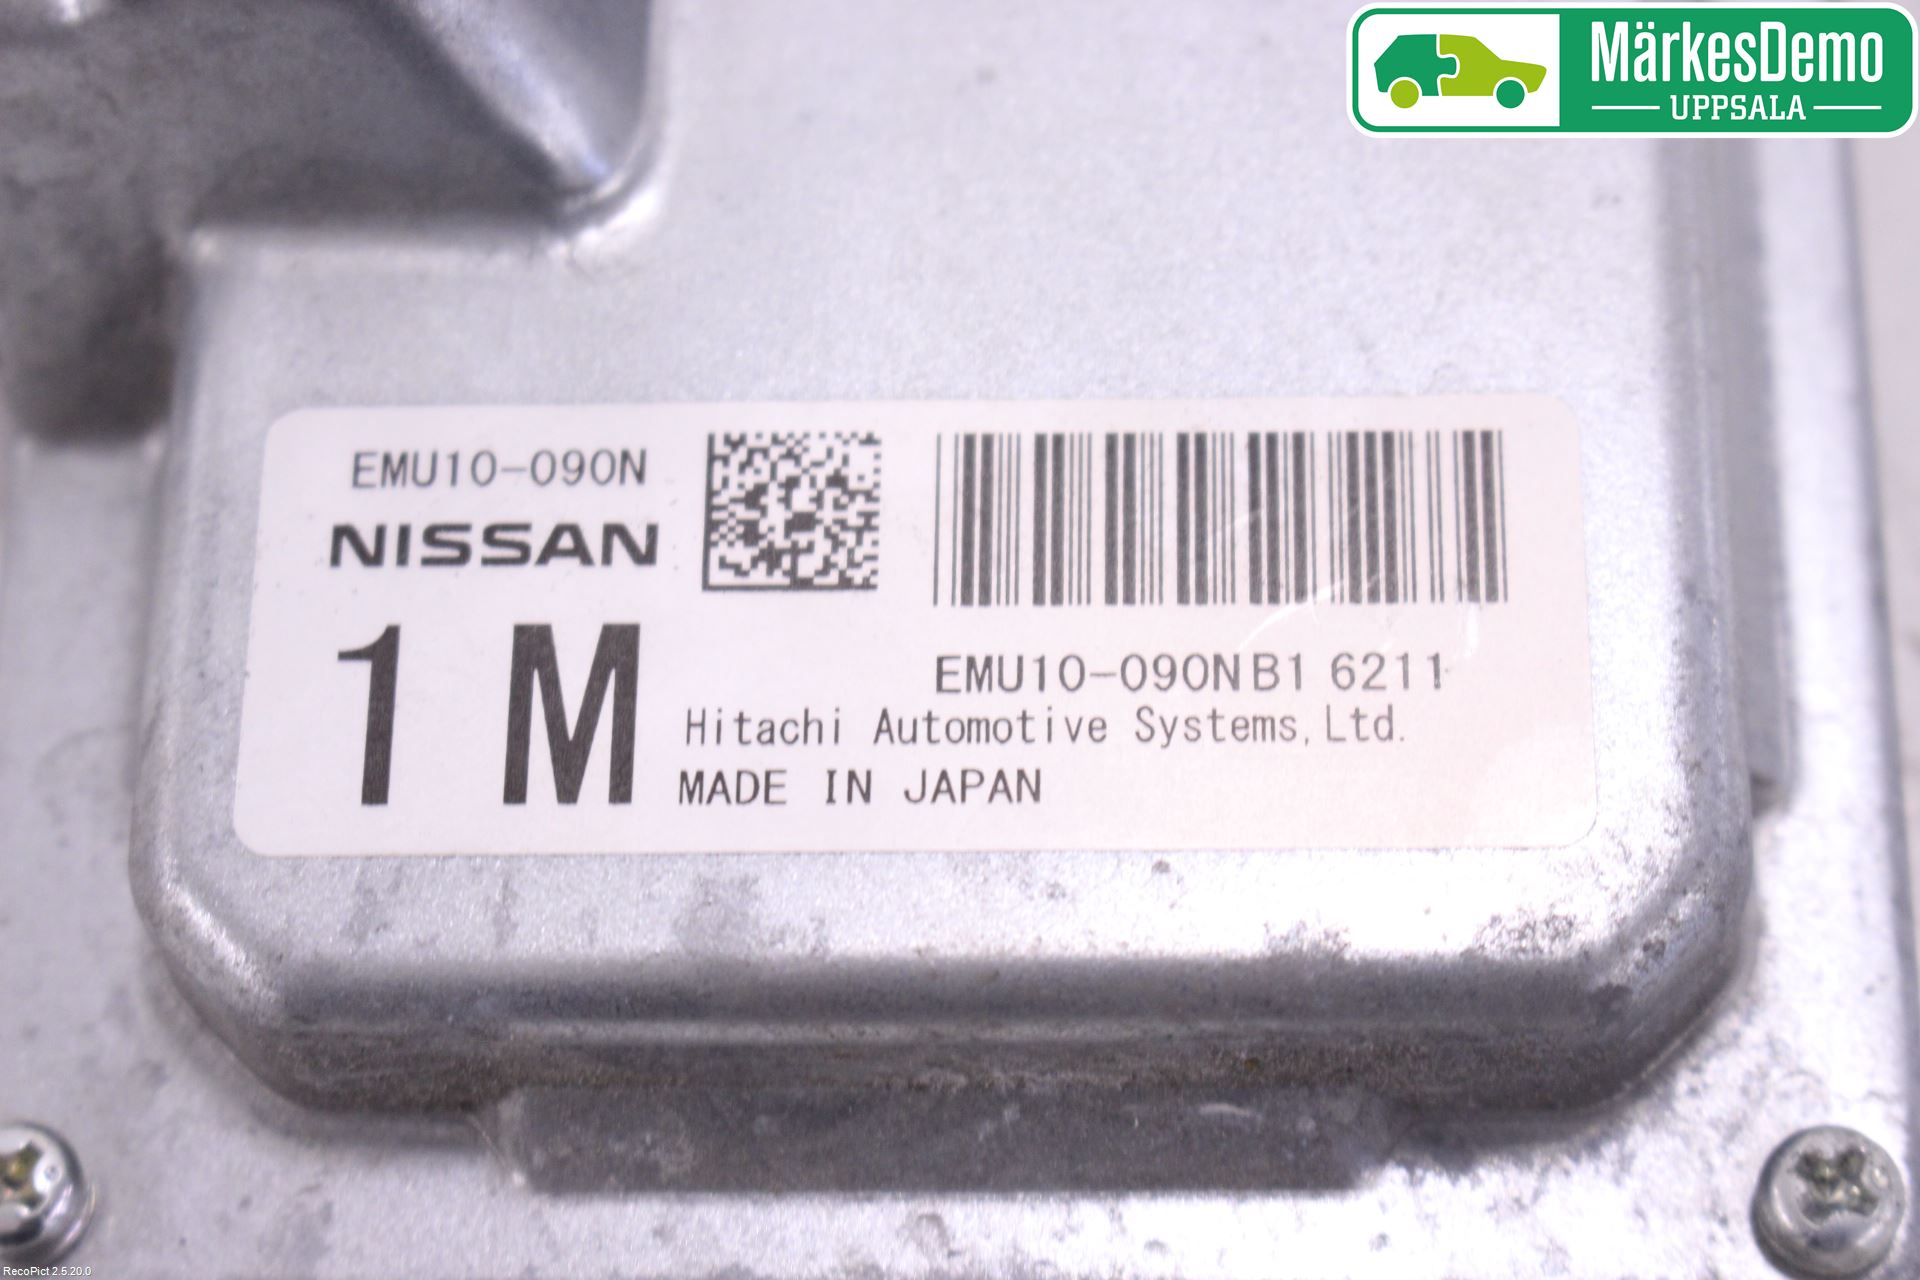 MärkesDemo
UPPSALA
EMU10-090N
NISSAN
1 M
EMU10-090NB1 6211
Hitachi Automotive Systems,Ltd.
MADE IN JAPAN
RecoPict 2.5.20.0